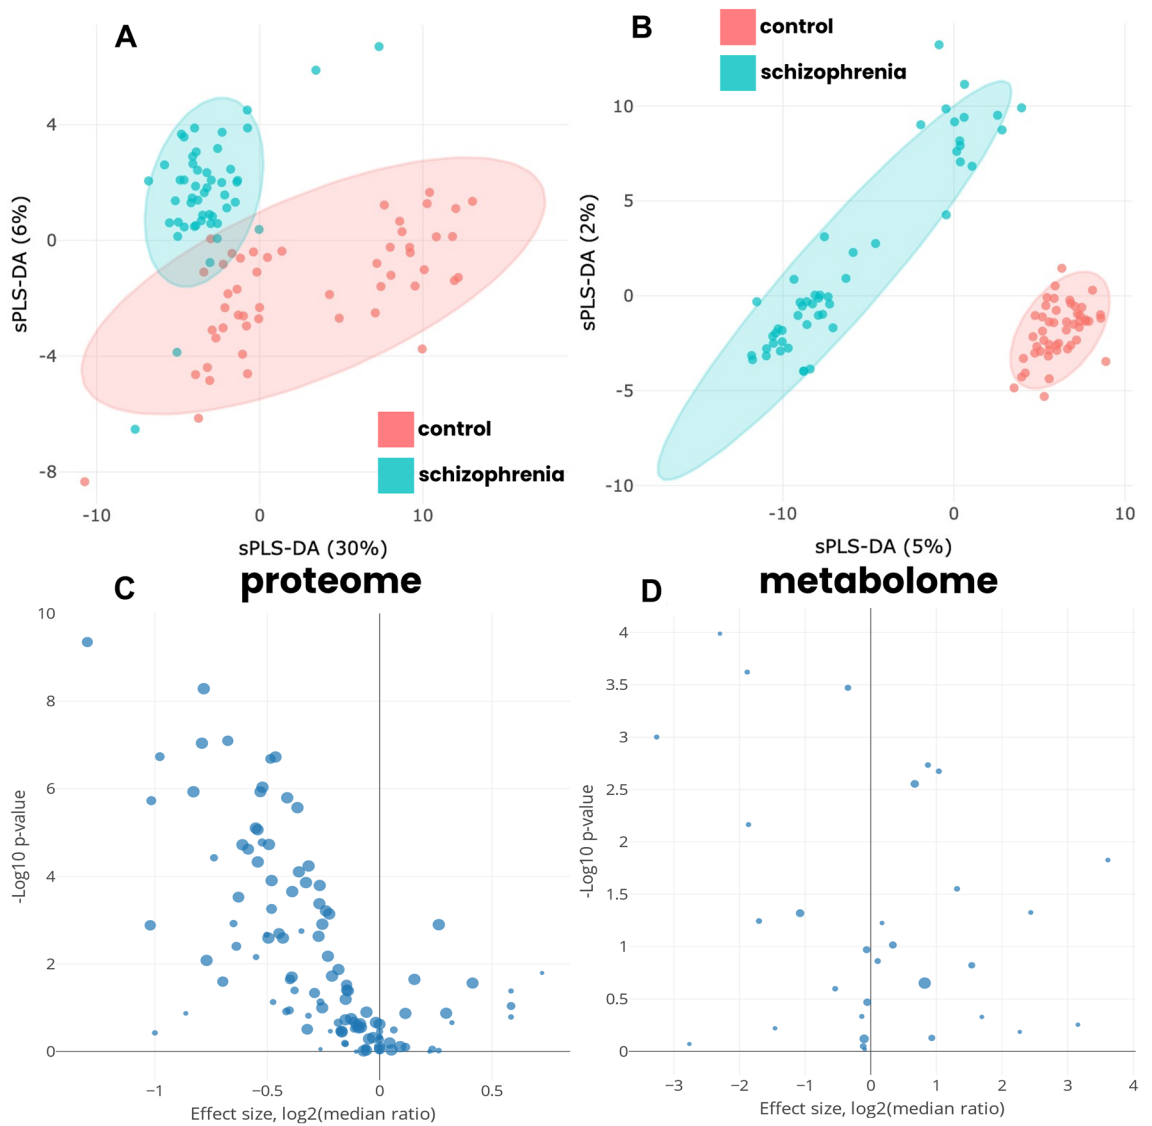 A
control
schizophrenia
4
0
-4
-8
sPLS-DA (6%)
-10
0
10
sPLS-DA (30%)
control
schizophrenia
B
control
schizophrenia
10
5
0
-5
-10
sPLS-DA (2%)
-10
0
10
sPLS-DA (5%)
C
proteome
10
8
6
4
2
0
-Log10 p-value
−1
−0.5
0
0.5
Effect size, log2(median ratio)
D
metabolome
4
3.5
3
2.5
2
1.5
1
0.5
0
-Log10 p-value
−3
−2
−1
0
1
2
3
4
Effect size, log2(median ratio)